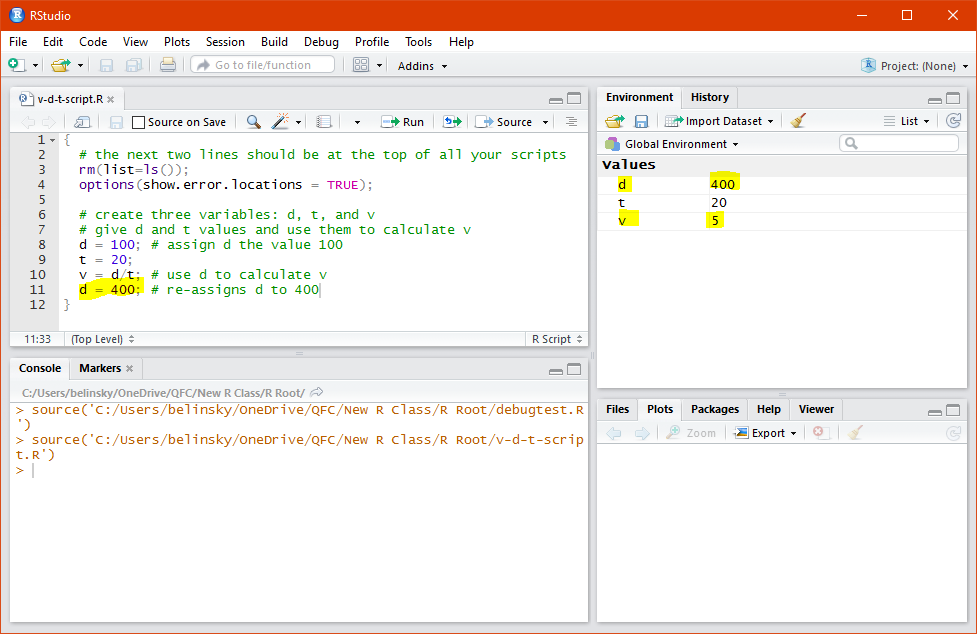 RStudio
File Edit Code View Plots Session Build Debug Profile Tools Help
Go to file/function Addins Project: (None)
v-d-t-script.R
Source on Save Run Source
1 {
2 # the next two lines should be at the top of all your scripts
3 rm(list=ls());
4 options(show.error.locations = TRUE);
5
6 # create three variables: d, t, and v
7 # give d and t values and use them to calculate v
8 d = 100; # assign d the value 100
9 t = 20;
10 v = d/t; # use d to calculate v
11 d = 400; # re-assigns d to 400
12 }
11:33 (Top Level) R Script
Console Markers
C:/Users/belinsky/OneDrive/QFC/New R Class/R Root/
> source('C:/Users/belinsky/OneDrive/QFC/New R Class/R Root/debugtest.R
')
> source('C:/Users/belinsky/OneDrive/QFC/New R Class/R Root/v-d-t-scrip
t.R')
>
Environment History
Import Dataset List
Global Environment
Values
d 400
t 20
v 5
Files Plots Packages Help Viewer
Zoom Export